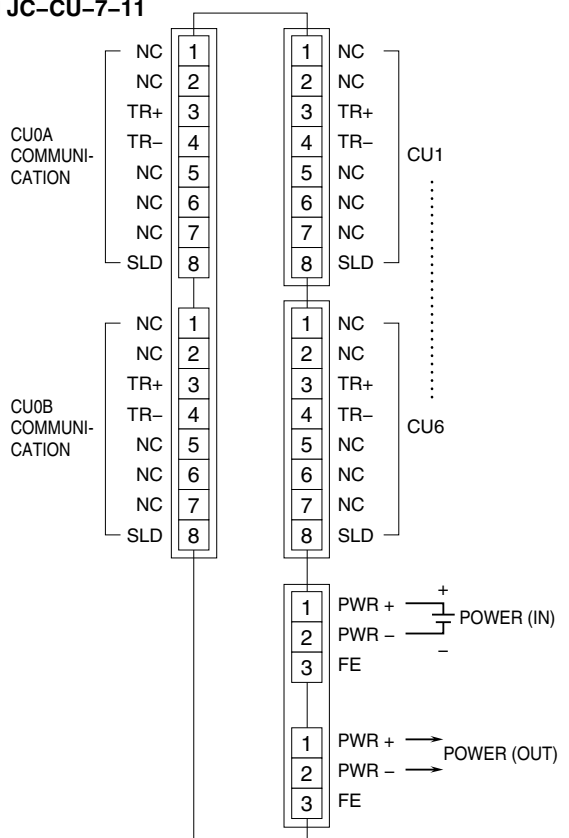 JC−CU−7−11
CU0A
COMMUNI-
CATION
NC 1
NC 2
TR+ 3
TR− 4
NC 5
NC 6
NC 7
SLD 8
1 NC
2 NC
3 TR+
4 TR−
5 NC
6 NC
7 NC
8 SLD
CU1
CU0B
COMMUNI-
CATION
NC 1
NC 2
TR+ 3
TR− 4
NC 5
NC 6
NC 7
SLD 8
1 NC
2 NC
3 TR+
4 TR−
5 NC
6 NC
7 NC
8 SLD
CU6
1 PWR +
2 PWR −
3 FE
+
POWER (IN)
−
1 PWR +
2 PWR −
3 FE
POWER (OUT)